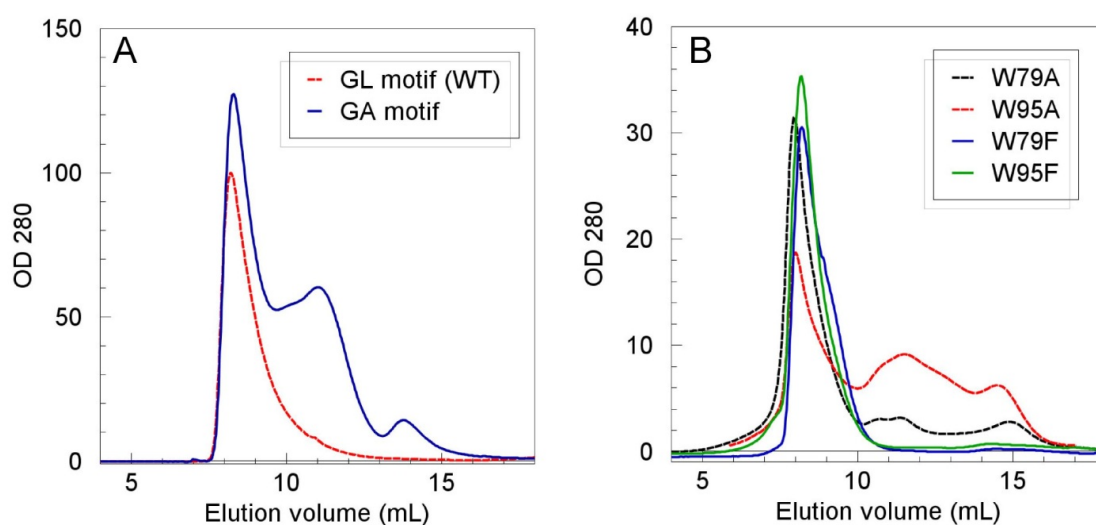 A
GL motif (WT)
GA motif
150
100
50
0
OD 280
5
10
15
Elution volume (mL)
B
W79A
W95A
W79F
W95F
40
30
20
10
0
OD 280
5
10
15
Elution volume (mL)